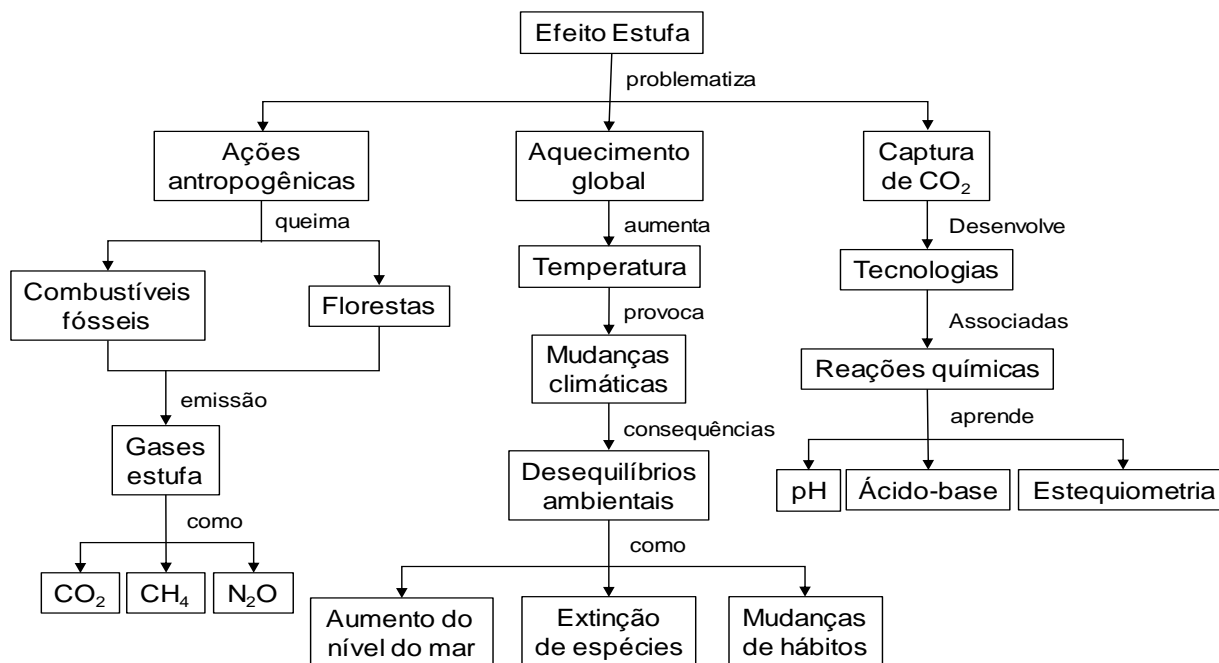 Efeito Estufa
problematiza
Ações
antropogênicas
Aquecimento
global
Captura
de CO₂
queima
aumenta
Desenvolve
Combustíveis
fósseis
Florestas
Temperatura
Tecnologias
provoca
Associadas
Mudanças
climáticas
Reações químicas
emissão
consequências
aprende
Gases
estufa
Desequilíbrios
ambientais
pH
Ácido-base
Estequiometria
como
como
CO₂
CH₄
N₂O
Aumento do
nível do mar
Extinção
de espécies
Mudanças
de hábitos